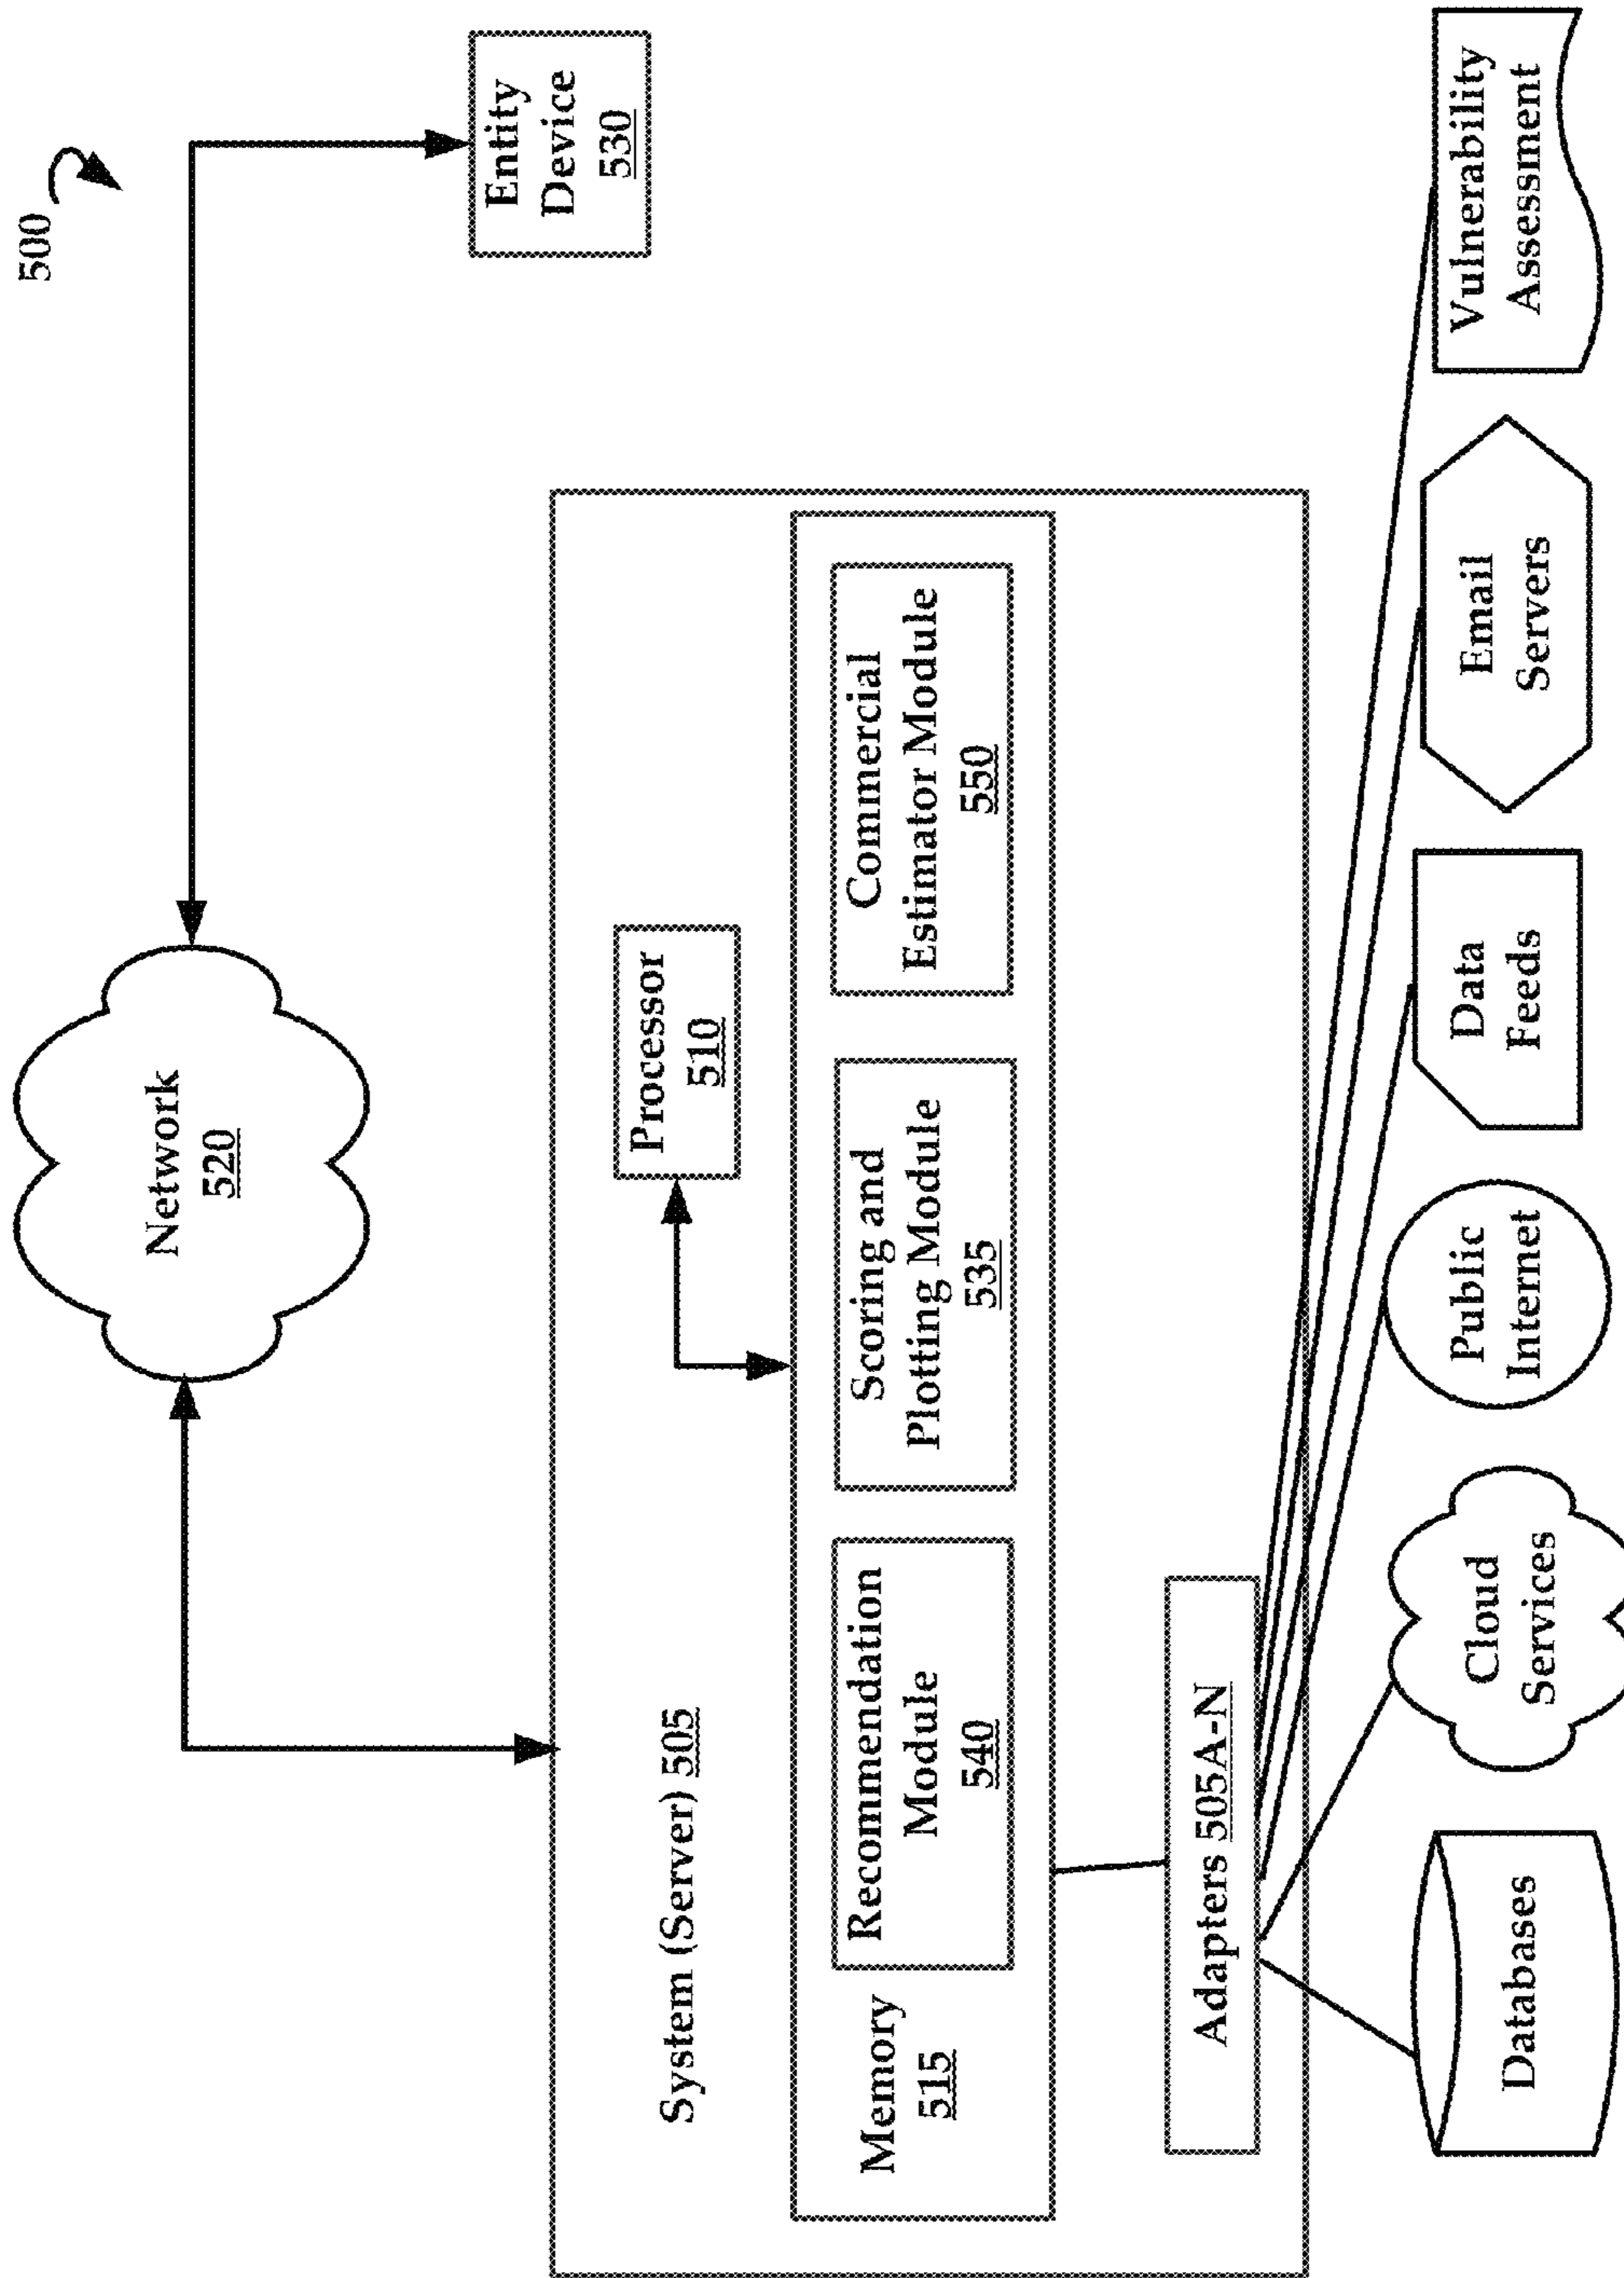 500
Network
520
Entity
Device
530
System (Server) 505
Processor
510
Memory
515
Recommendation
Module
540
Scoring and
Plotting Module
535
Commercial
Estimator Module
550
Adapters 505A-N
Databases
Cloud
Services
Public
Internet
Data
Feeds
Email
Servers
Vulnerability
Assessment